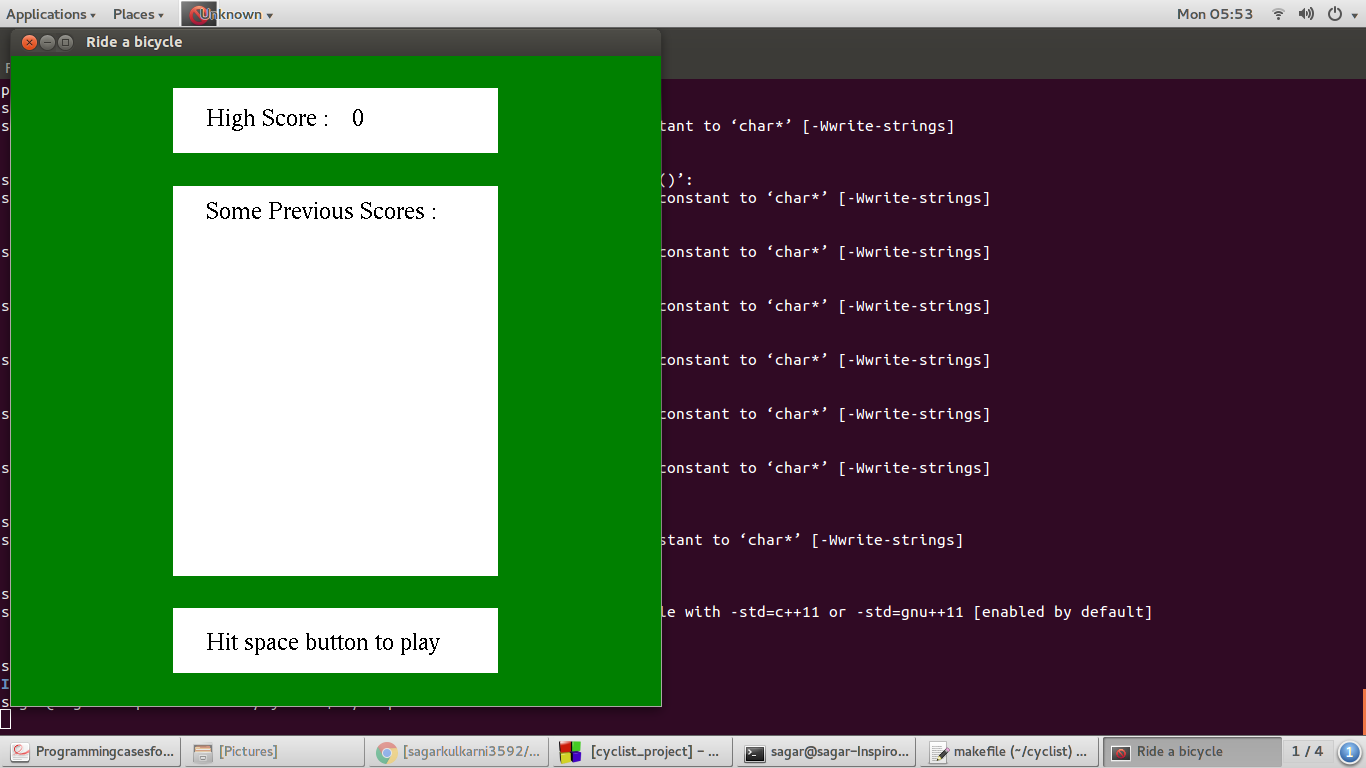 Applications Places Unknown Mon 05:53
Ride a bicycle
High Score : 0
Some Previous Scores :
Hit space button to play
tant to ‘char*’ [-Wwrite-strings]
()’:
constant to ‘char*’ [-Wwrite-strings]
constant to ‘char*’ [-Wwrite-strings]
constant to ‘char*’ [-Wwrite-strings]
constant to ‘char*’ [-Wwrite-strings]
constant to ‘char*’ [-Wwrite-strings]
constant to ‘char*’ [-Wwrite-strings]
stant to ‘char*’ [-Wwrite-strings]
le with -std=c++11 or -std=gnu++11 [enabled by default]
Programmingcasesfo... [Pictures] [sagarkulkarni3592/... [cyclist_project] – ... sagar@sagar-Inspiro... makefile (~/cyclist) ... Ride a bicycle 1 / 4 1